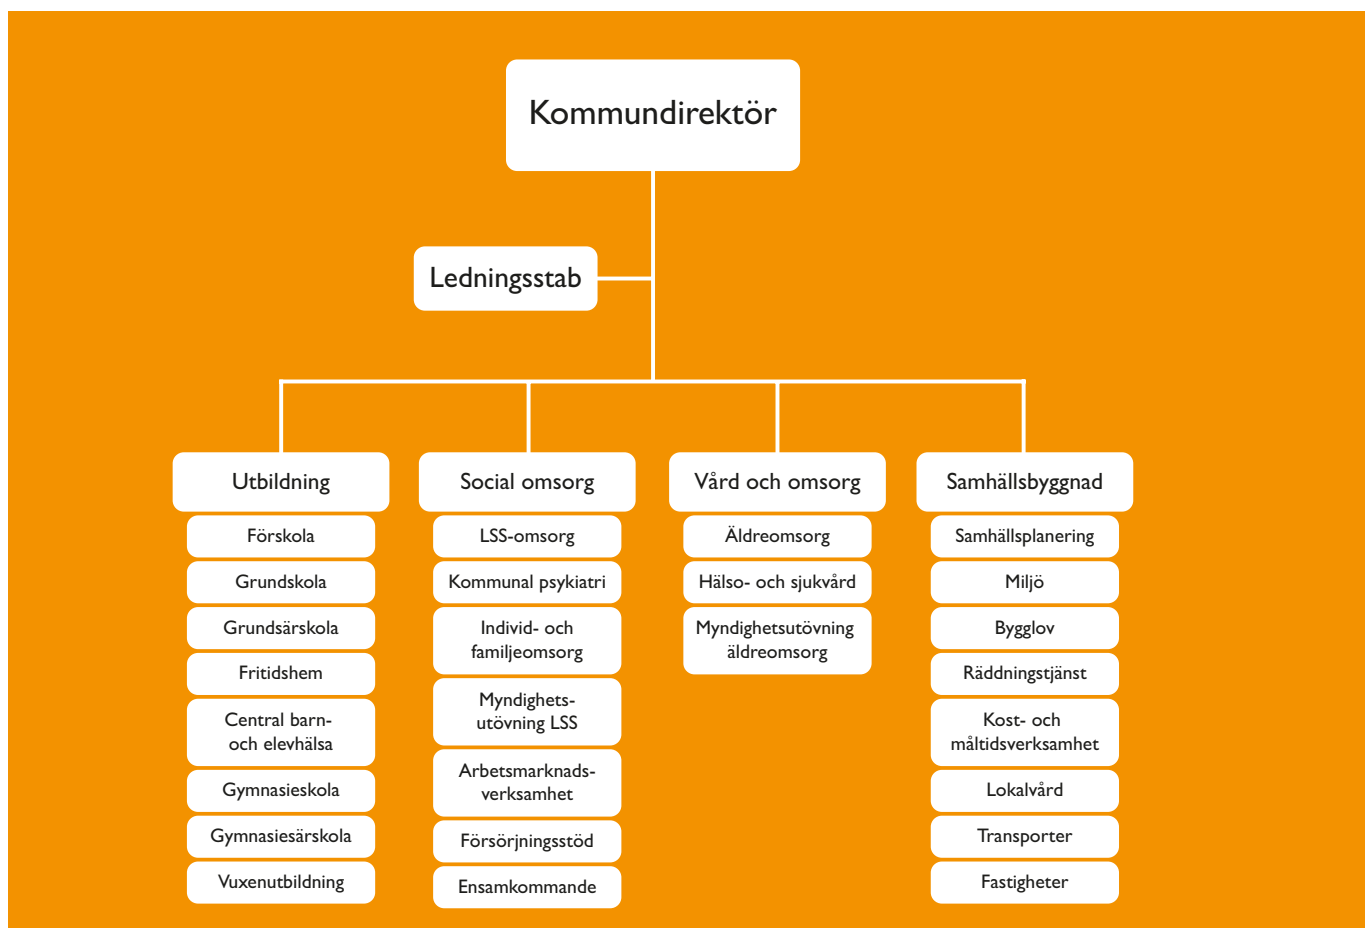 Kommundirektör
Ledningsstab
Utbildning
Förskola
Grundskola
Grundsärskola
Fritidshem
Central barn-
och elevhälsa
Gymnasieskola
Gymnasiesärskola
Vuxenutbildning
Social omsorg
LSS-omsorg
Kommunal psykiatri
Individ- och
familjeomsorg
Myndighets-
utövning LSS
Arbetsmarknads-
verksamhet
Försörjningsstöd
Ensamkommande
Vård och omsorg
Äldreomsorg
Hälso- och sjukvård
Myndighetsutövning
äldreomsorg
Samhällsbyggnad
Samhällsplanering
Miljö
Bygglov
Räddningstjänst
Kost- och
måltidsverksamhet
Lokalvård
Transporter
Fastigheter